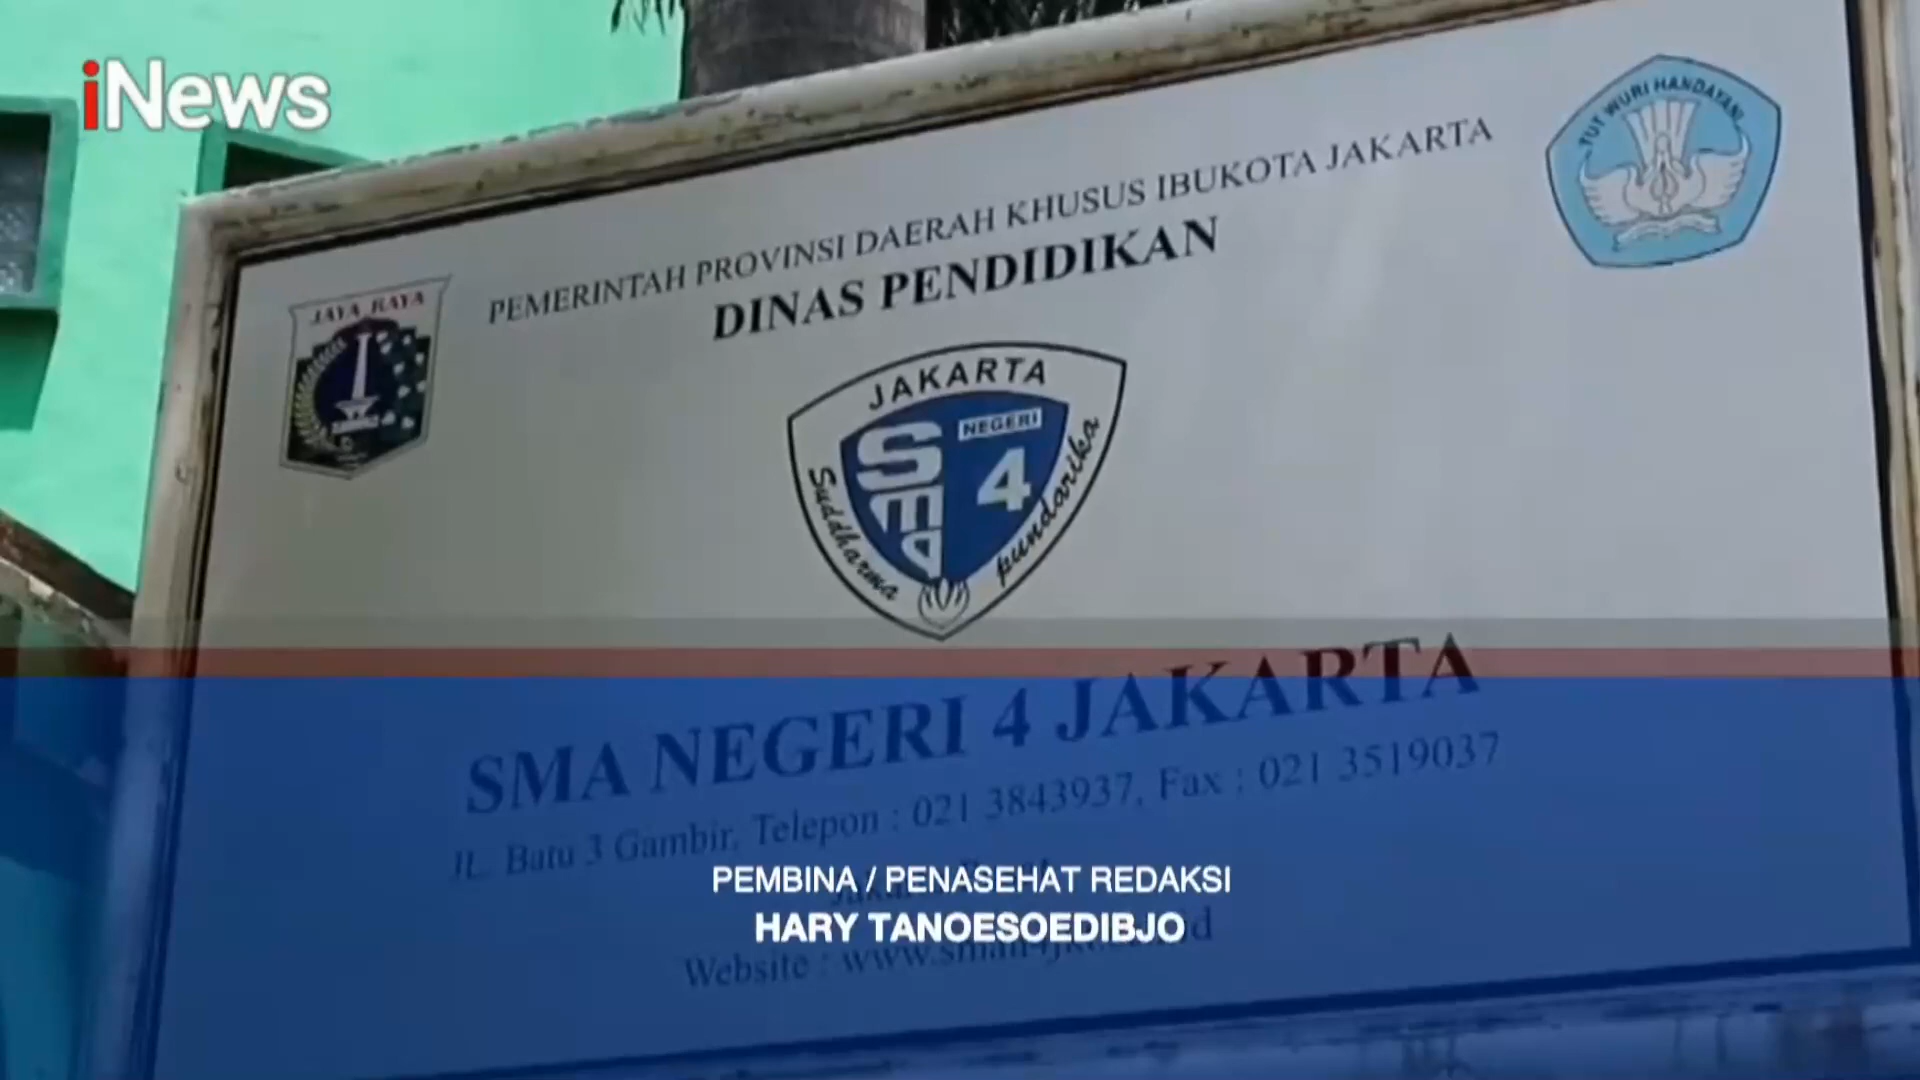 iNews
TUT WURI HANDAYANI
PEMERINTAH PROVINSI DAERAH KHUSUS IBUKOTA JAKARTA
DINAS PENDIDIKAN
JAYA RAYA
JAKARTA
SMA
NEGERI
4
Suddharma
pundarika
SMA NEGERI 4 JAKARTA
JL. Batu 3 Gambir, Telepon : 021 3843937, Fax : 021 3519037
PEMBINA / PENASEHAT REDAKSI
HARY TANOESOEDIBJO
Website :